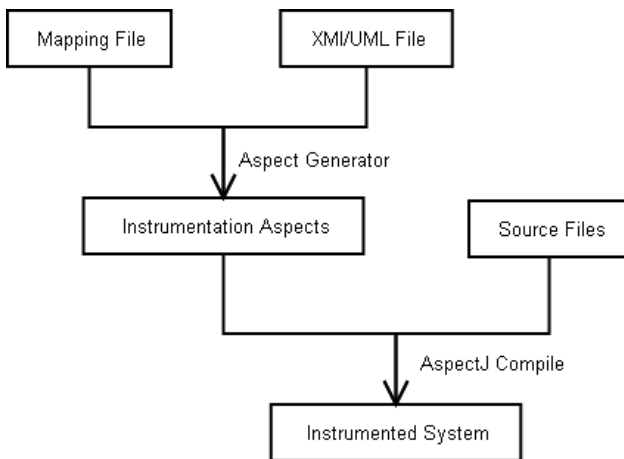 Mapping File
XMI/UML File
Aspect Generator
Instrumentation Aspects
Source Files
AspectJ Compile
Instrumented System